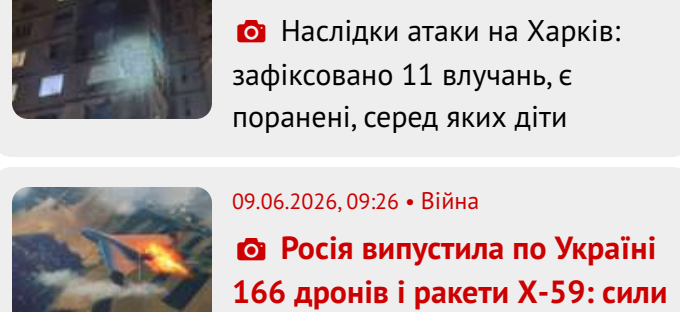 Наслідки атаки на Харків:
зафіксовано 11 влучань, є
поранені, серед яких діти
09.06.2026, 09:26 • Війна
Росія випустила по Україні
166 дронів і ракети Х-59: сили